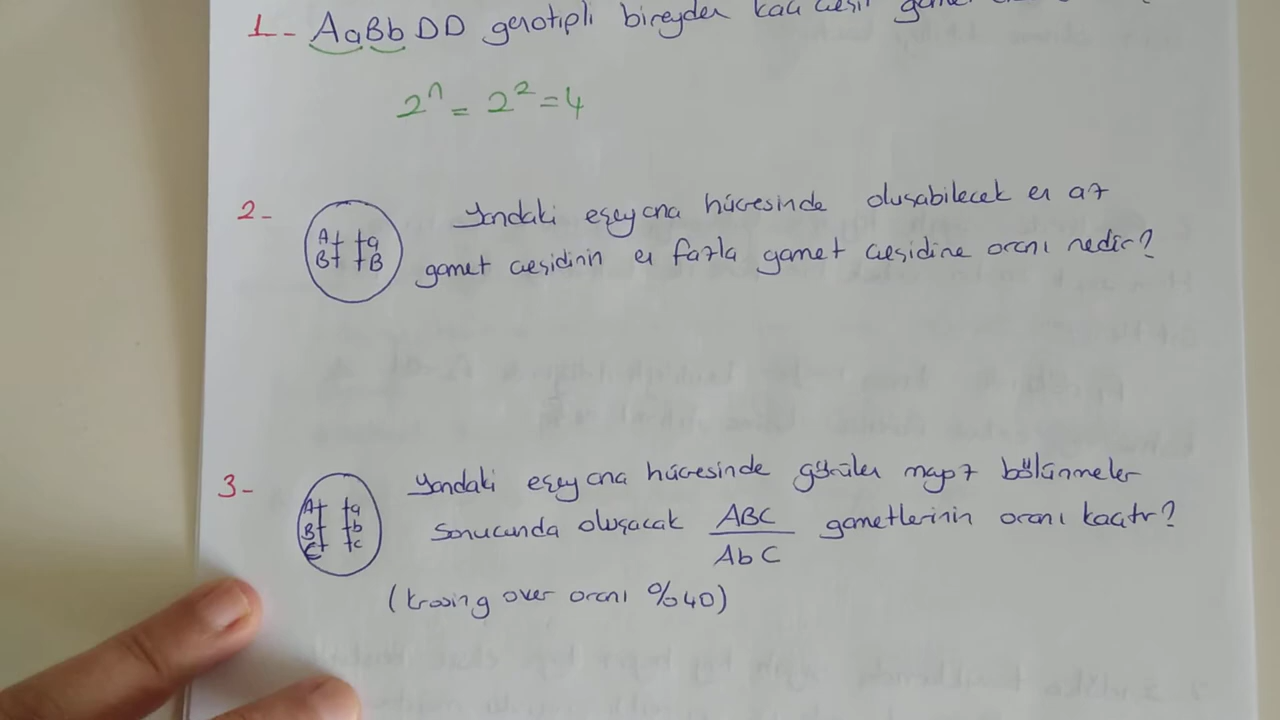 1- AaBbDD genotipli bireyden kaç çeşit
2ⁿ = 2² = 4
2- Yandaki eşey ana hücresinde oluşabilecek en az
A a
B B
gamet çeşidinin en fazla gamet çeşidine oranı nedir?
3- Yandaki eşey ana hücresinde görülen mayoz bölünmeler
A a
B b
C c
sonucunda oluşacak ABC gametlerinin oranı kaçtır?
AbC
(krosing over oranı %40)